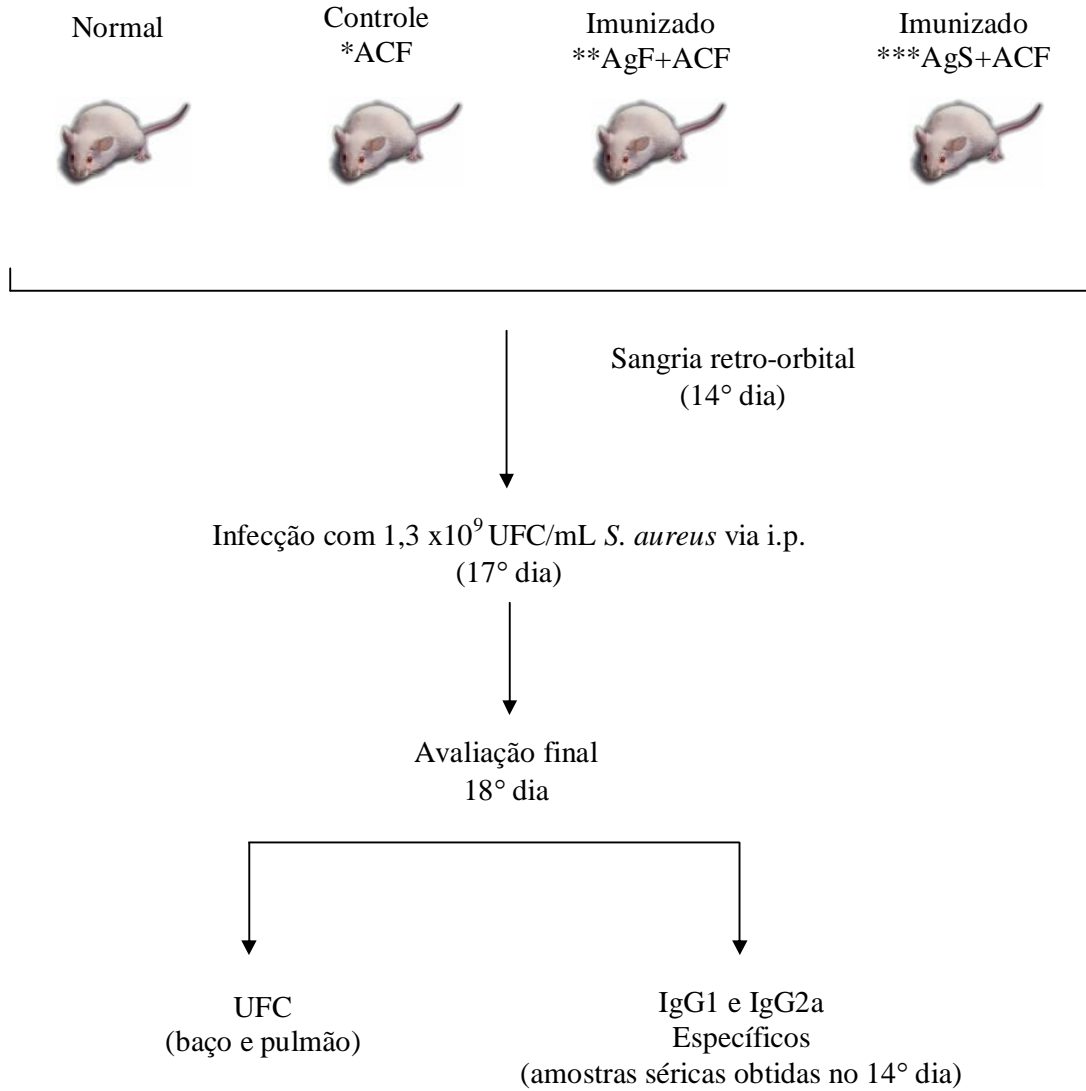 Normal
Controle
*ACF
Imunizado
**AgF+ACF
Imunizado
***AgS+ACF
Sangria retro-orbital
(14° dia)
Infecção com 1,3 x10⁹ UFC/mL S. aureus via i.p.
(17° dia)
Avaliação final
18° dia
UFC
(baço e pulmão)
IgG1 e IgG2a
Específicos
(amostras séricas obtidas no 14° dia)